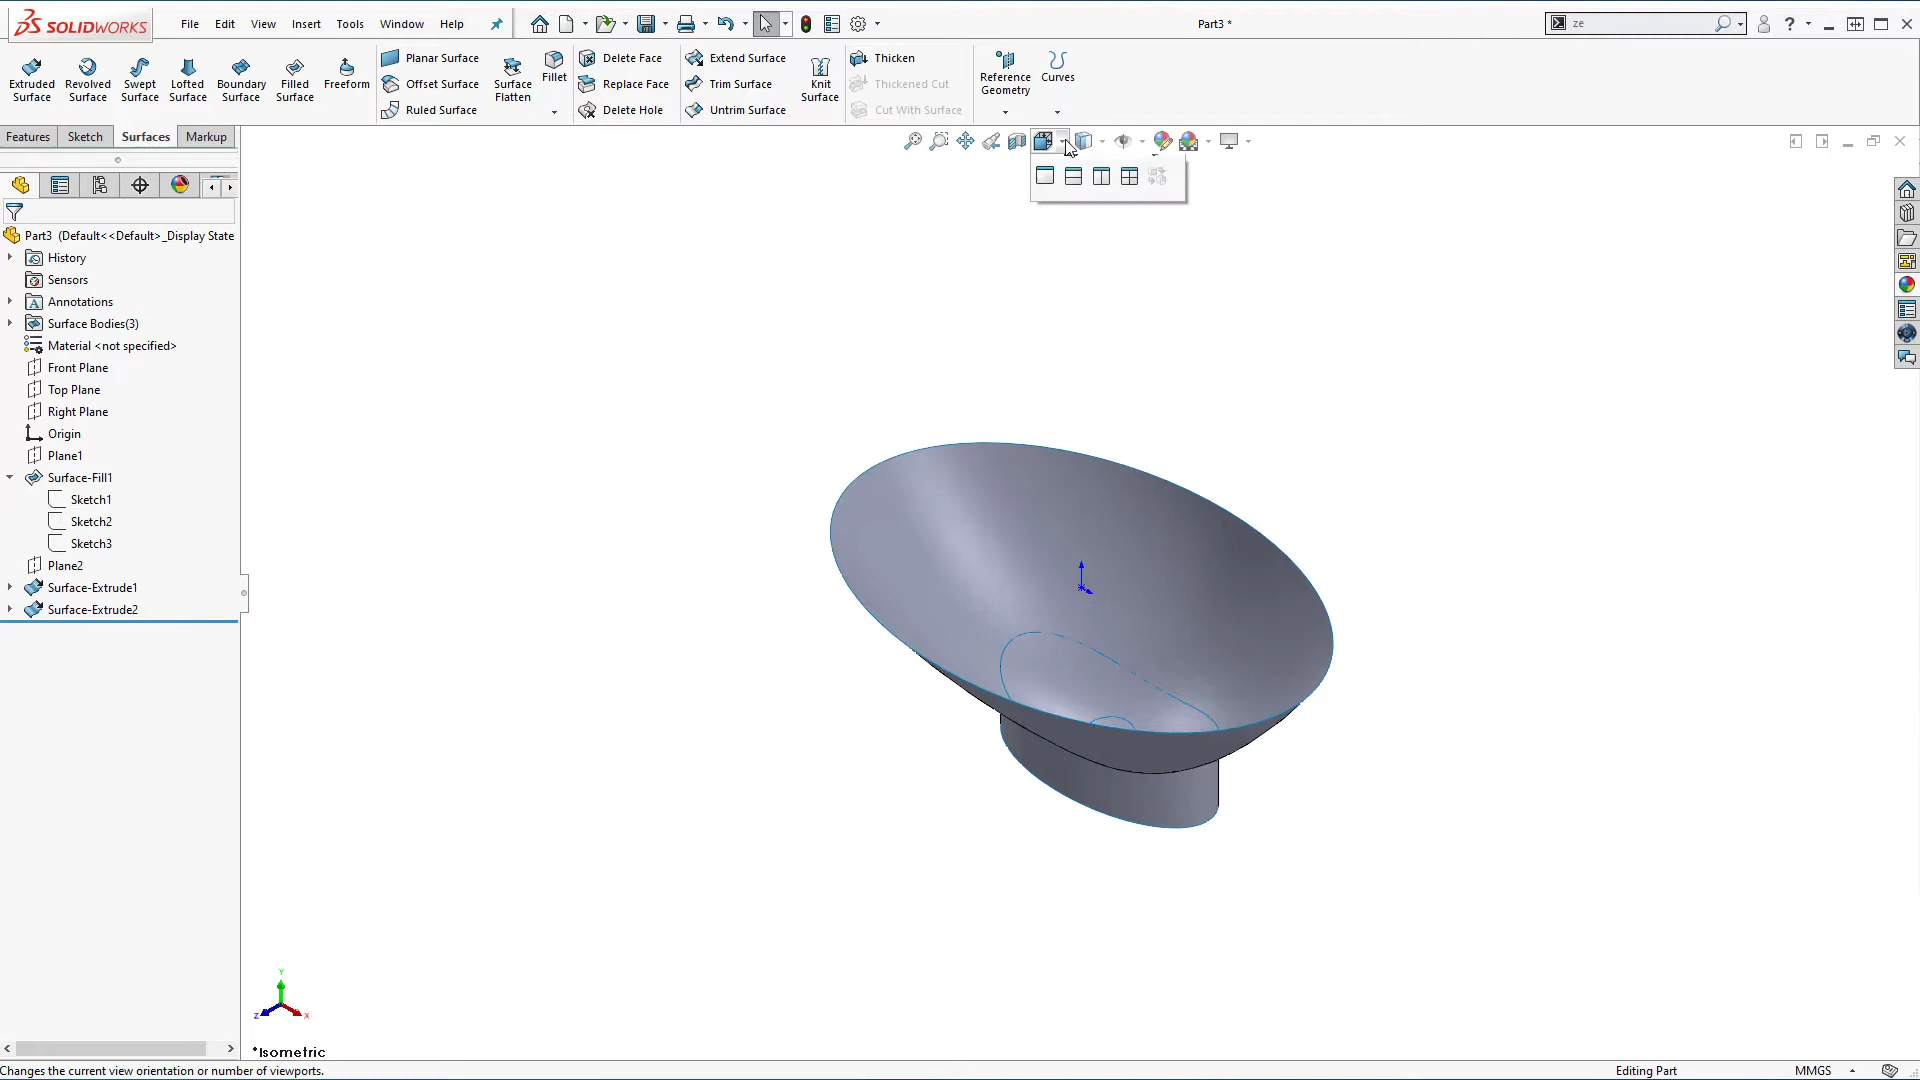 SOLIDWORKS
File Edit View Insert Tools Window Help
Part3 *
ze
Extruded Surface
Revolved Surface
Swept Surface
Lofted Surface
Boundary Surface
Filled Surface
Freeform
Planar Surface
Offset Surface
Ruled Surface
Surface Flatten
Fillet
Delete Face
Replace Face
Delete Hole
Extend Surface
Trim Surface
Untrim Surface
Knit Surface
Thicken
Thickened Cut
Cut With Surface
Reference Geometry
Curves
Features Sketch Surfaces Markup
Part3 (Default<<Default>_Display State
History
Sensors
Annotations
Surface Bodies(3)
Material <not specified>
Front Plane
Top Plane
Right Plane
Origin
Plane1
Surface-Fill1
Sketch1
Sketch2
Sketch3
Plane2
Surface-Extrude1
Surface-Extrude2
Y
Z
X
*Isometric
Changes the current view orientation or number of viewports.
Editing Part
MMGS